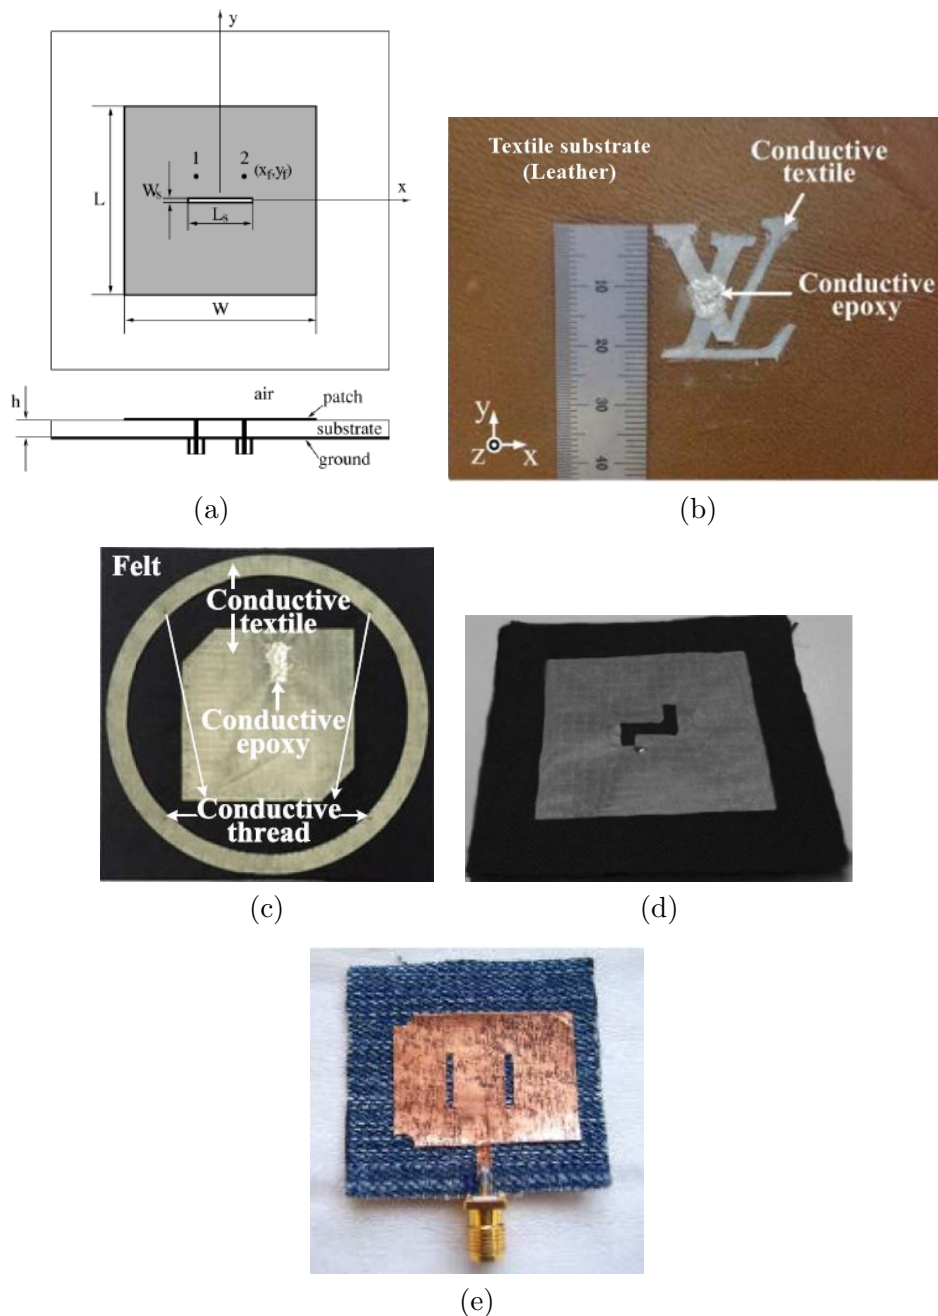 y
1
2
(xf,yf)
x
L
Ws
Ls
W
air
h
patch
substrate
ground
(a)
Textile substrate
(Leather)
Conductive
textile
Conductive
epoxy
10
20
30
40
y
z
x
(b)
Felt
Conductive
textile
Conductive
epoxy
Conductive
thread
(c)
(d)
(e)